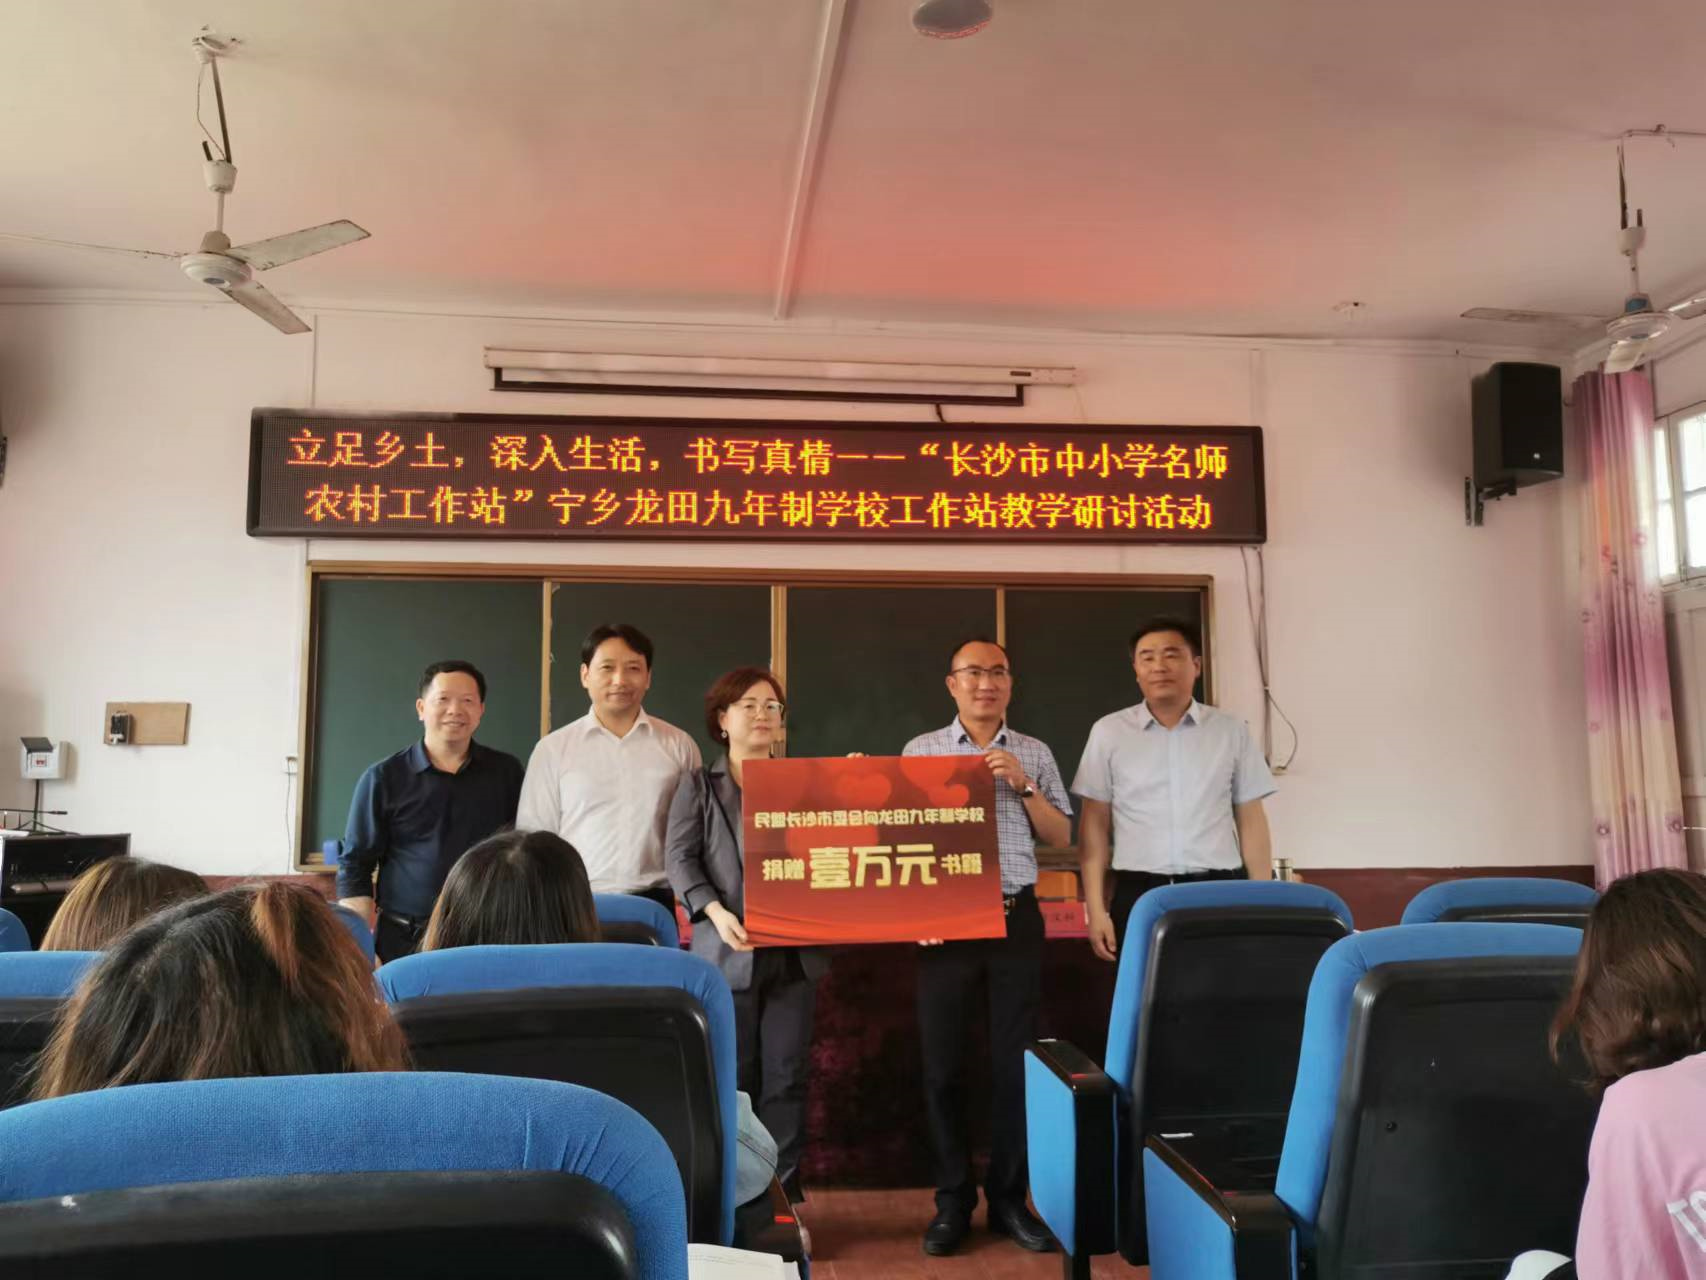 立足乡土，深入生活，书写真情——“长沙市中小学名师
农村工作站”宁乡龙田九年制学校工作站教学研讨活动
民盟长沙市委会向龙田九年制学校
捐赠 壹万元 书籍